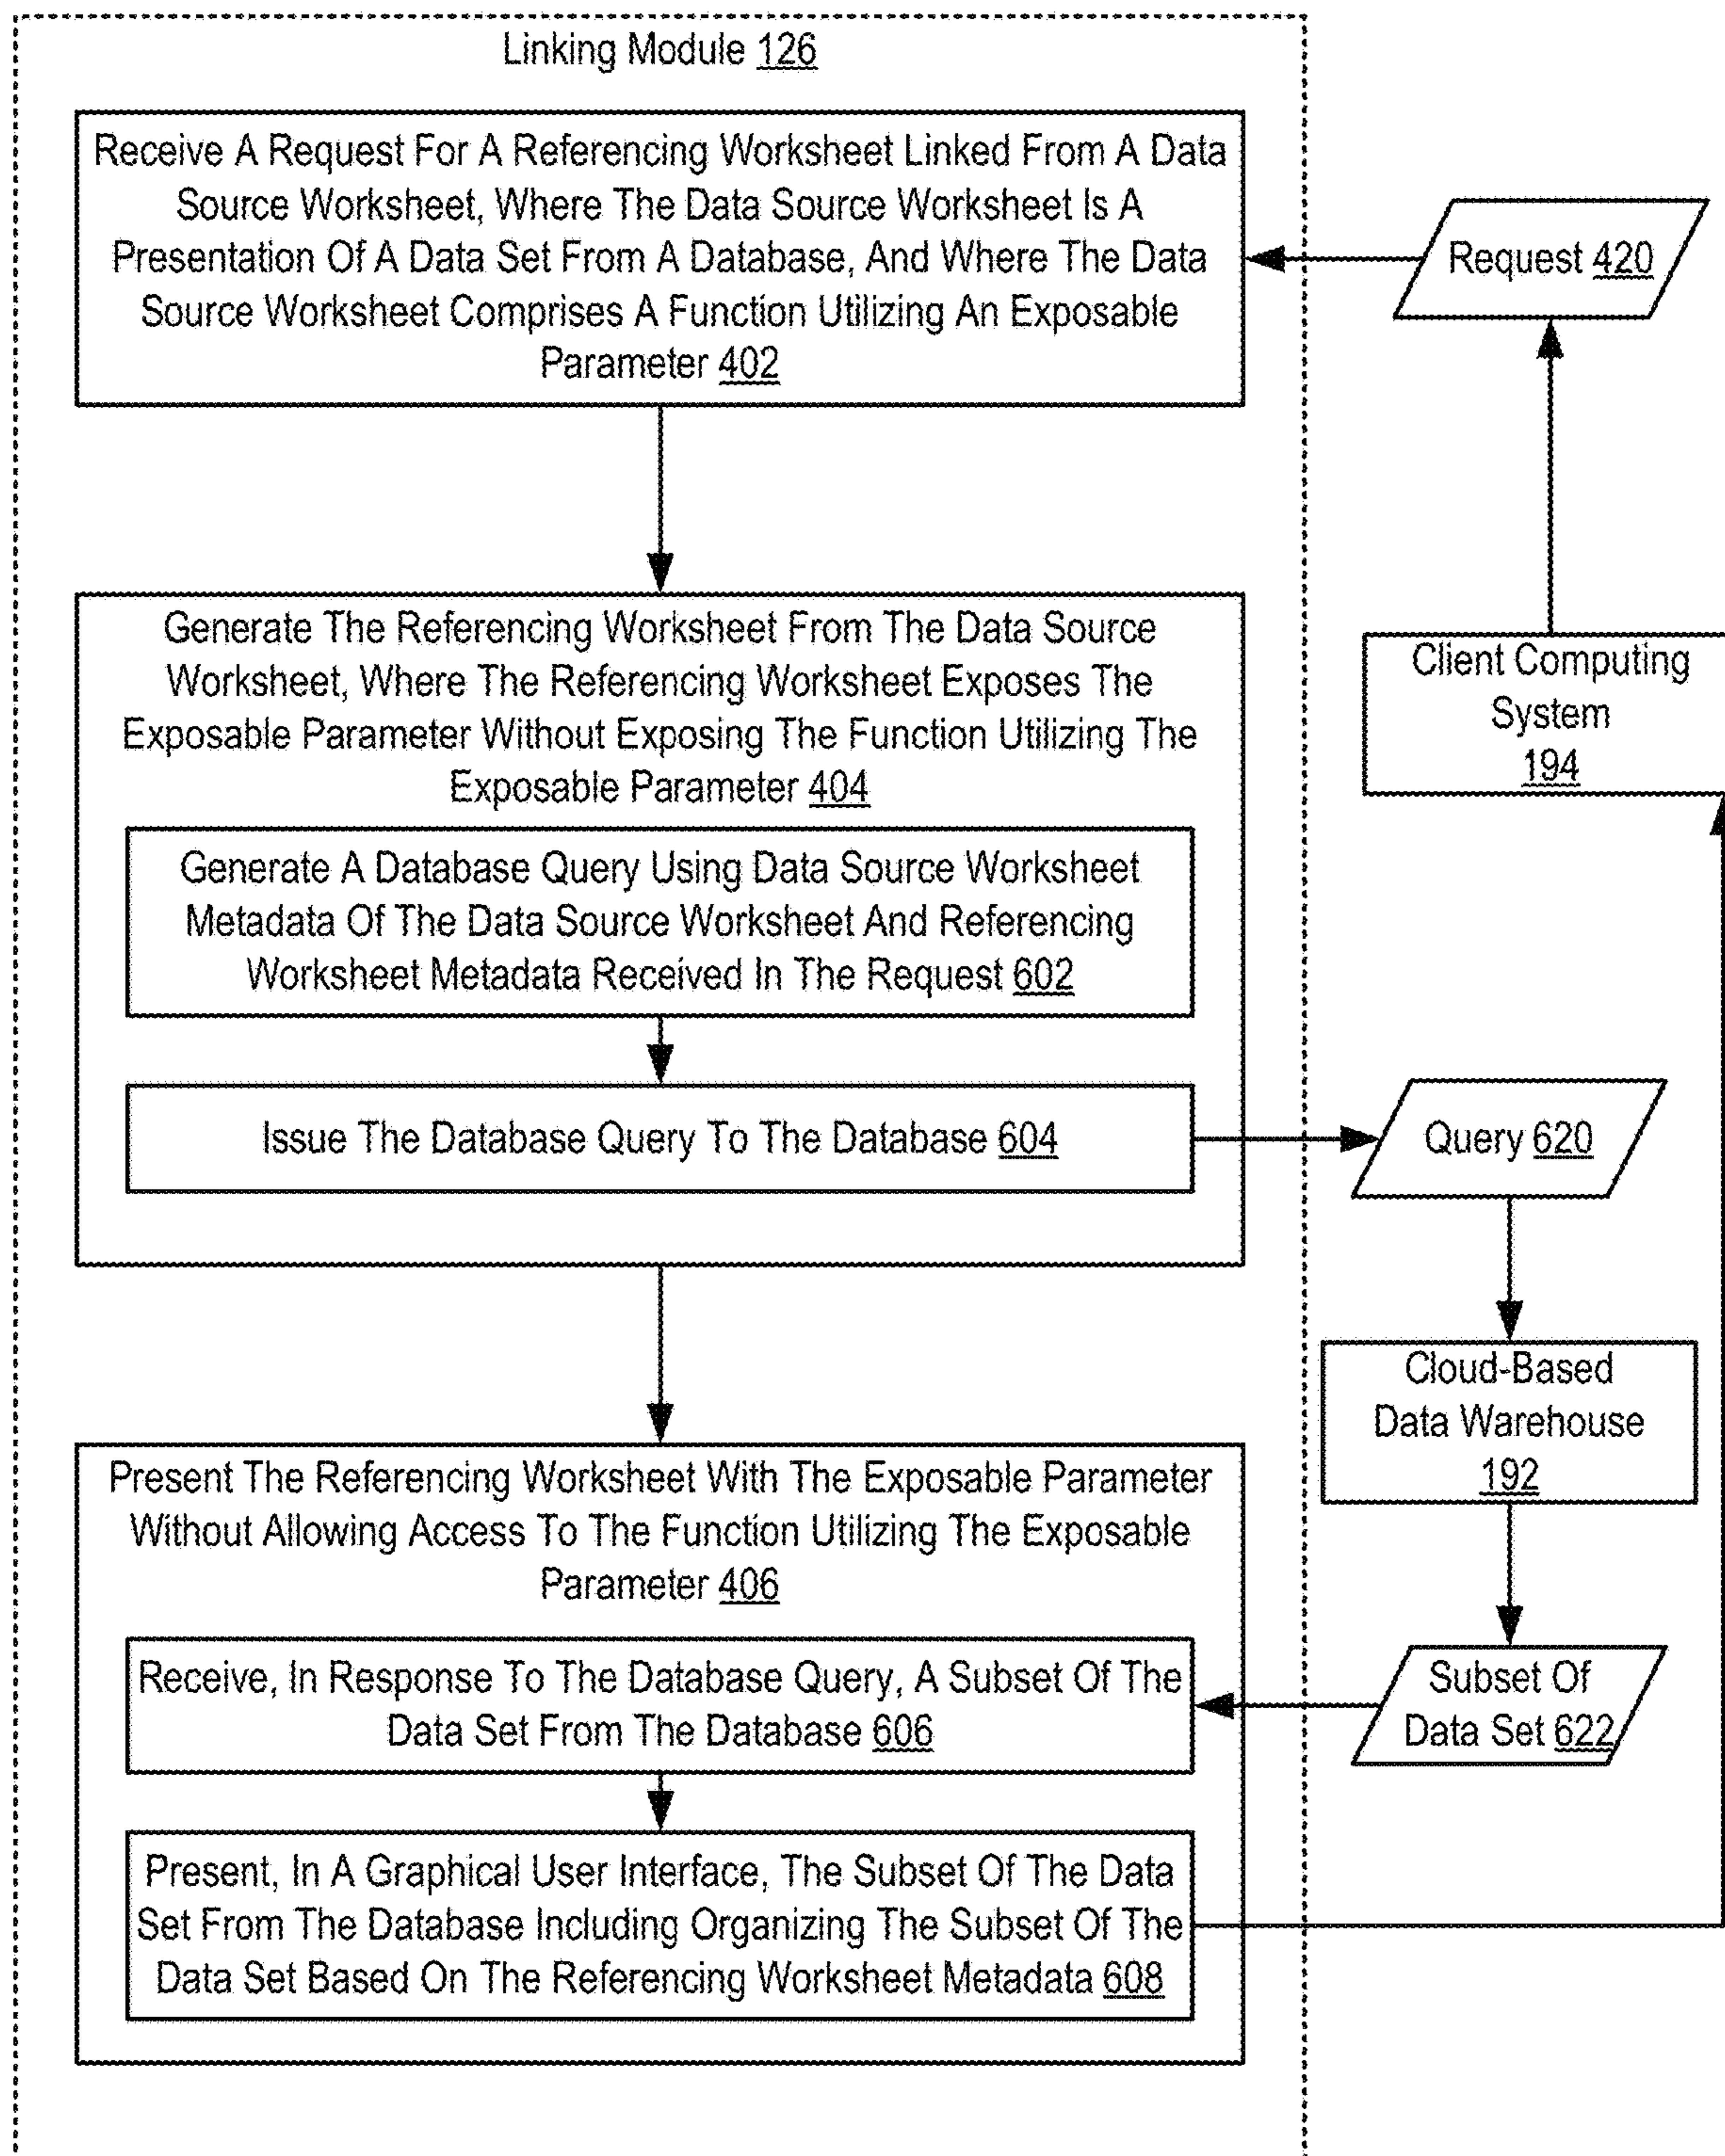 Linking Module 126
Receive A Request For A Referencing Worksheet Linked From A Data
Source Worksheet, Where The Data Source Worksheet Is A
Presentation Of A Data Set From A Database, And Where The Data
Source Worksheet Comprises A Function Utilizing An Exposable
Parameter 402
Request 420
Generate The Referencing Worksheet From The Data Source
Worksheet, Where The Referencing Worksheet Exposes The
Exposable Parameter Without Exposing The Function Utilizing The
Exposable Parameter 404
Client Computing
System
194
Generate A Database Query Using Data Source Worksheet
Metadata Of The Data Source Worksheet And Referencing
Worksheet Metadata Received In The Request 602
Issue The Database Query To The Database 604
Query 620
Cloud-Based
Data Warehouse
192
Present The Referencing Worksheet With The Exposable Parameter
Without Allowing Access To The Function Utilizing The Exposable
Parameter 406
Receive, In Response To The Database Query, A Subset Of The
Data Set From The Database 606
Subset Of
Data Set 622
Present, In A Graphical User Interface, The Subset Of The Data
Set From The Database Including Organizing The Subset Of The
Data Set Based On The Referencing Worksheet Metadata 608